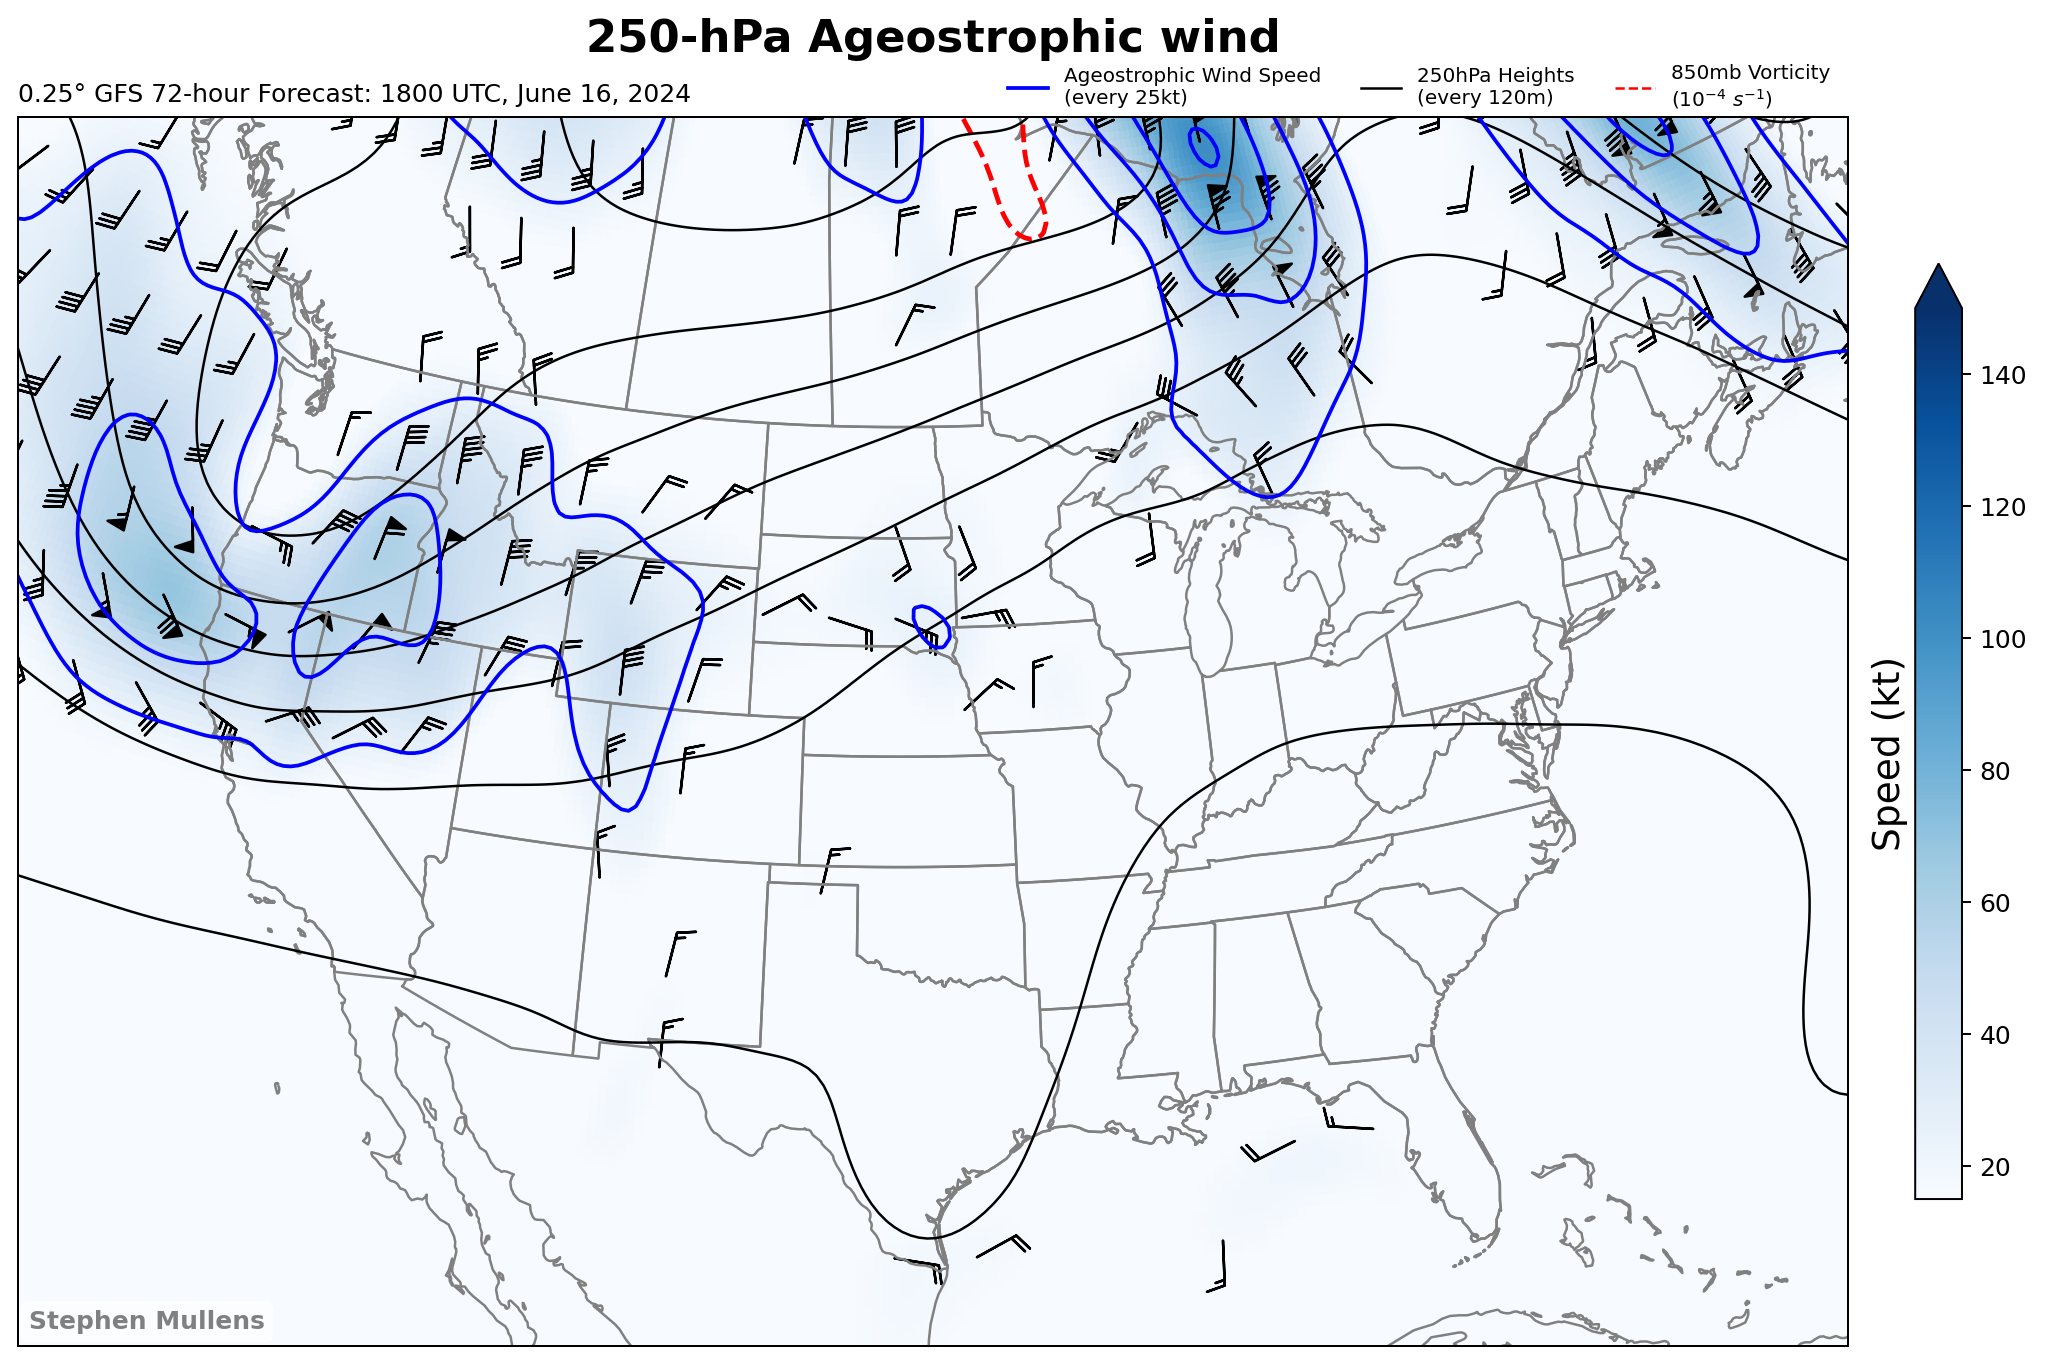 250-hPa Ageostrophic wind
0.25° GFS 72-hour Forecast: 1800 UTC, June 16, 2024
Ageostrophic Wind Speed
(every 25kt)
250hPa Heights
(every 120m)
850mb Vorticity
(10⁻⁴ s⁻¹)
140
120
100
80
60
40
20
Speed (kt)
Stephen Mullens